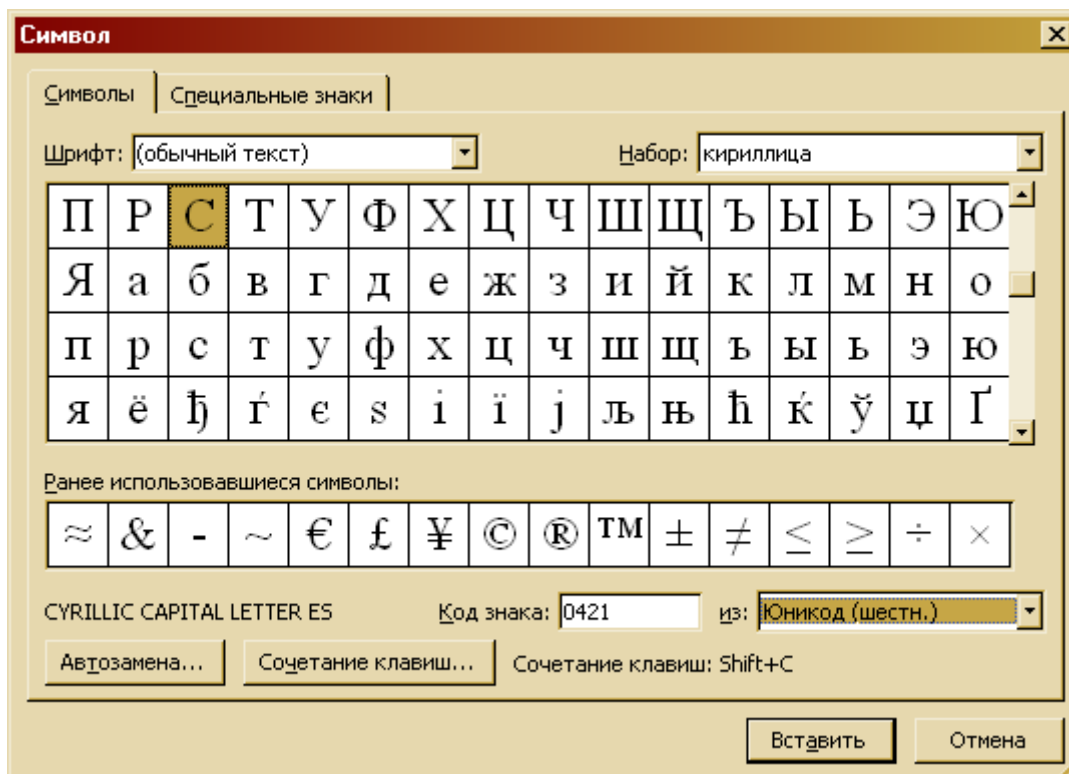 Символ
Символы Специальные знаки
Шрифт: (обычный текст) Набор: кириллица
П Р С Т У Ф Х Ц Ч Ш Щ Ъ Ы Ь Э Ю
Я а б в г д е ж з и й к л м н о
п р с т у ф х ц ч ш щ ъ ы ь э ю
я ё ђ ѓ є ѕ і ї ј љ њ ћ ќ ў џ Ґ
Ранее использовавшиеся символы:
≈ & - ~ € £ ¥ © ® ™ ± ≠ ≤ ≥ ÷ ×
CYRILLIC CAPITAL LETTER ES Код знака: 0421 из: Юникод (шестн.)
Автозамена... Сочетание клавиш... Сочетание клавиш: Shift+C
Вставить Отмена